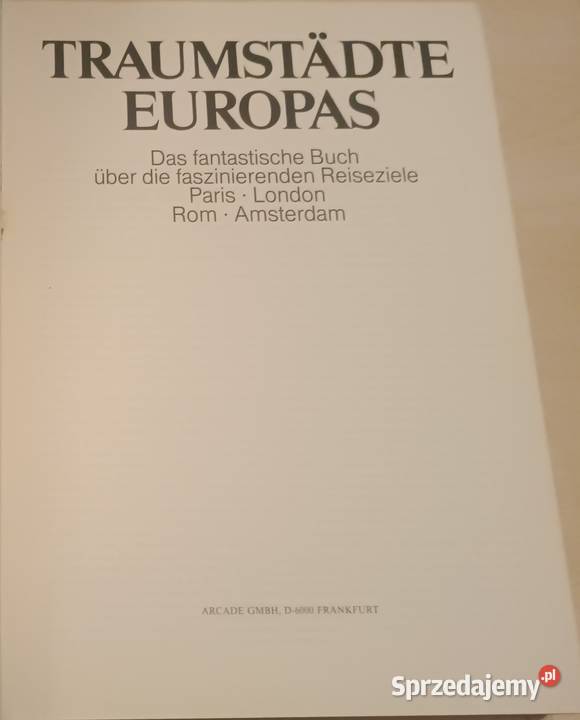 TRAUMSTÄDTE
EUROPAS
Das fantastische Buch
über die faszinierenden Reiseziele
Paris · London
Rom · Amsterdam
ARCADE GMBH, D-6000 FRANKFURT
Sprzedajemy.pl